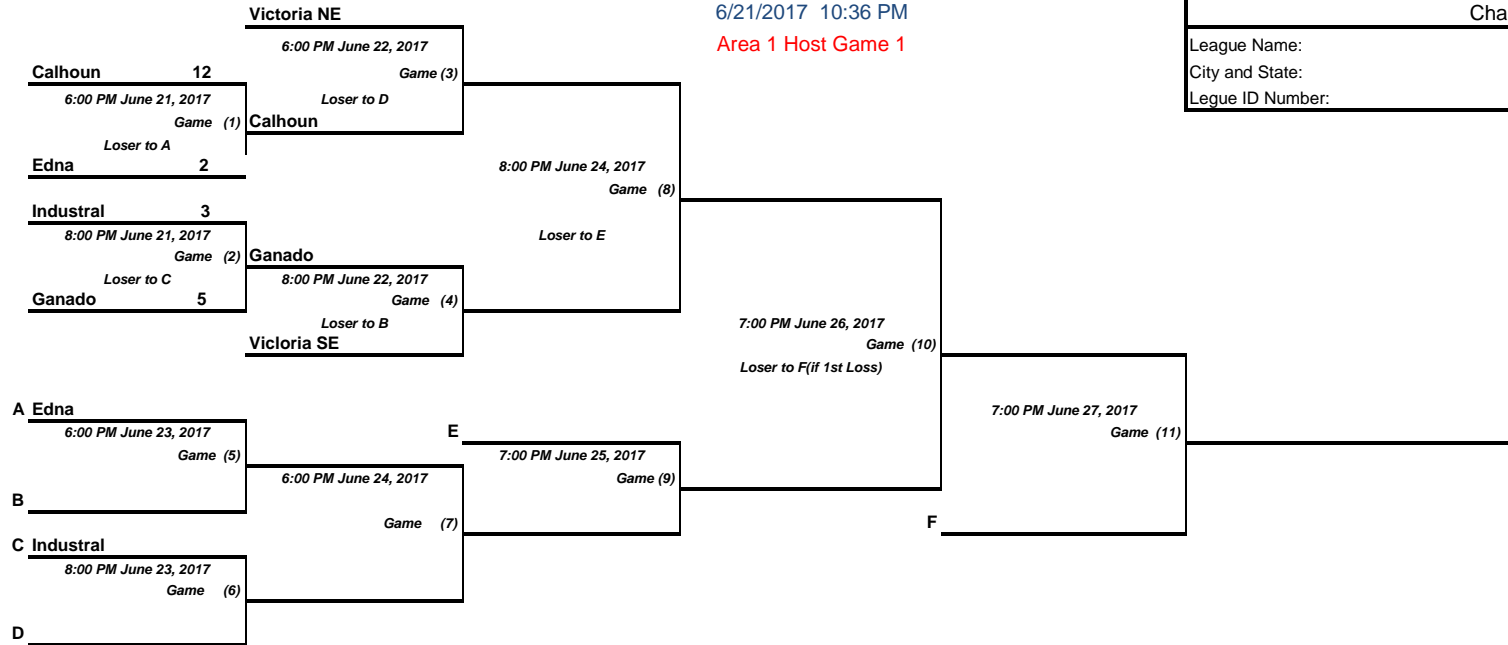 Victoria NE
6/21/2017 10:36 PM
Cha
6:00 PM June 22, 2017
Area 1 Host Game 1
League Name:
Calhoun 12
Game (3)
City and State:
6:00 PM June 21, 2017
Loser to D
Legue ID Number:
Game (1)
Calhoun
Loser to A
Edna 2
8:00 PM June 24, 2017
Game (8)
Industral 3
8:00 PM June 21, 2017
Loser to E
Game (2)
Ganado
Loser to C
8:00 PM June 22, 2017
Ganado 5
Game (4)
Loser to B
7:00 PM June 26, 2017
Vicloria SE
Game (10)
Loser to F(if 1st Loss)
A Edna
7:00 PM June 27, 2017
6:00 PM June 23, 2017
E
Game (11)
Game (5)
7:00 PM June 25, 2017
6:00 PM June 24, 2017
Game (9)
B
Game (7)
F
C Industral
8:00 PM June 23, 2017
Game (6)
D